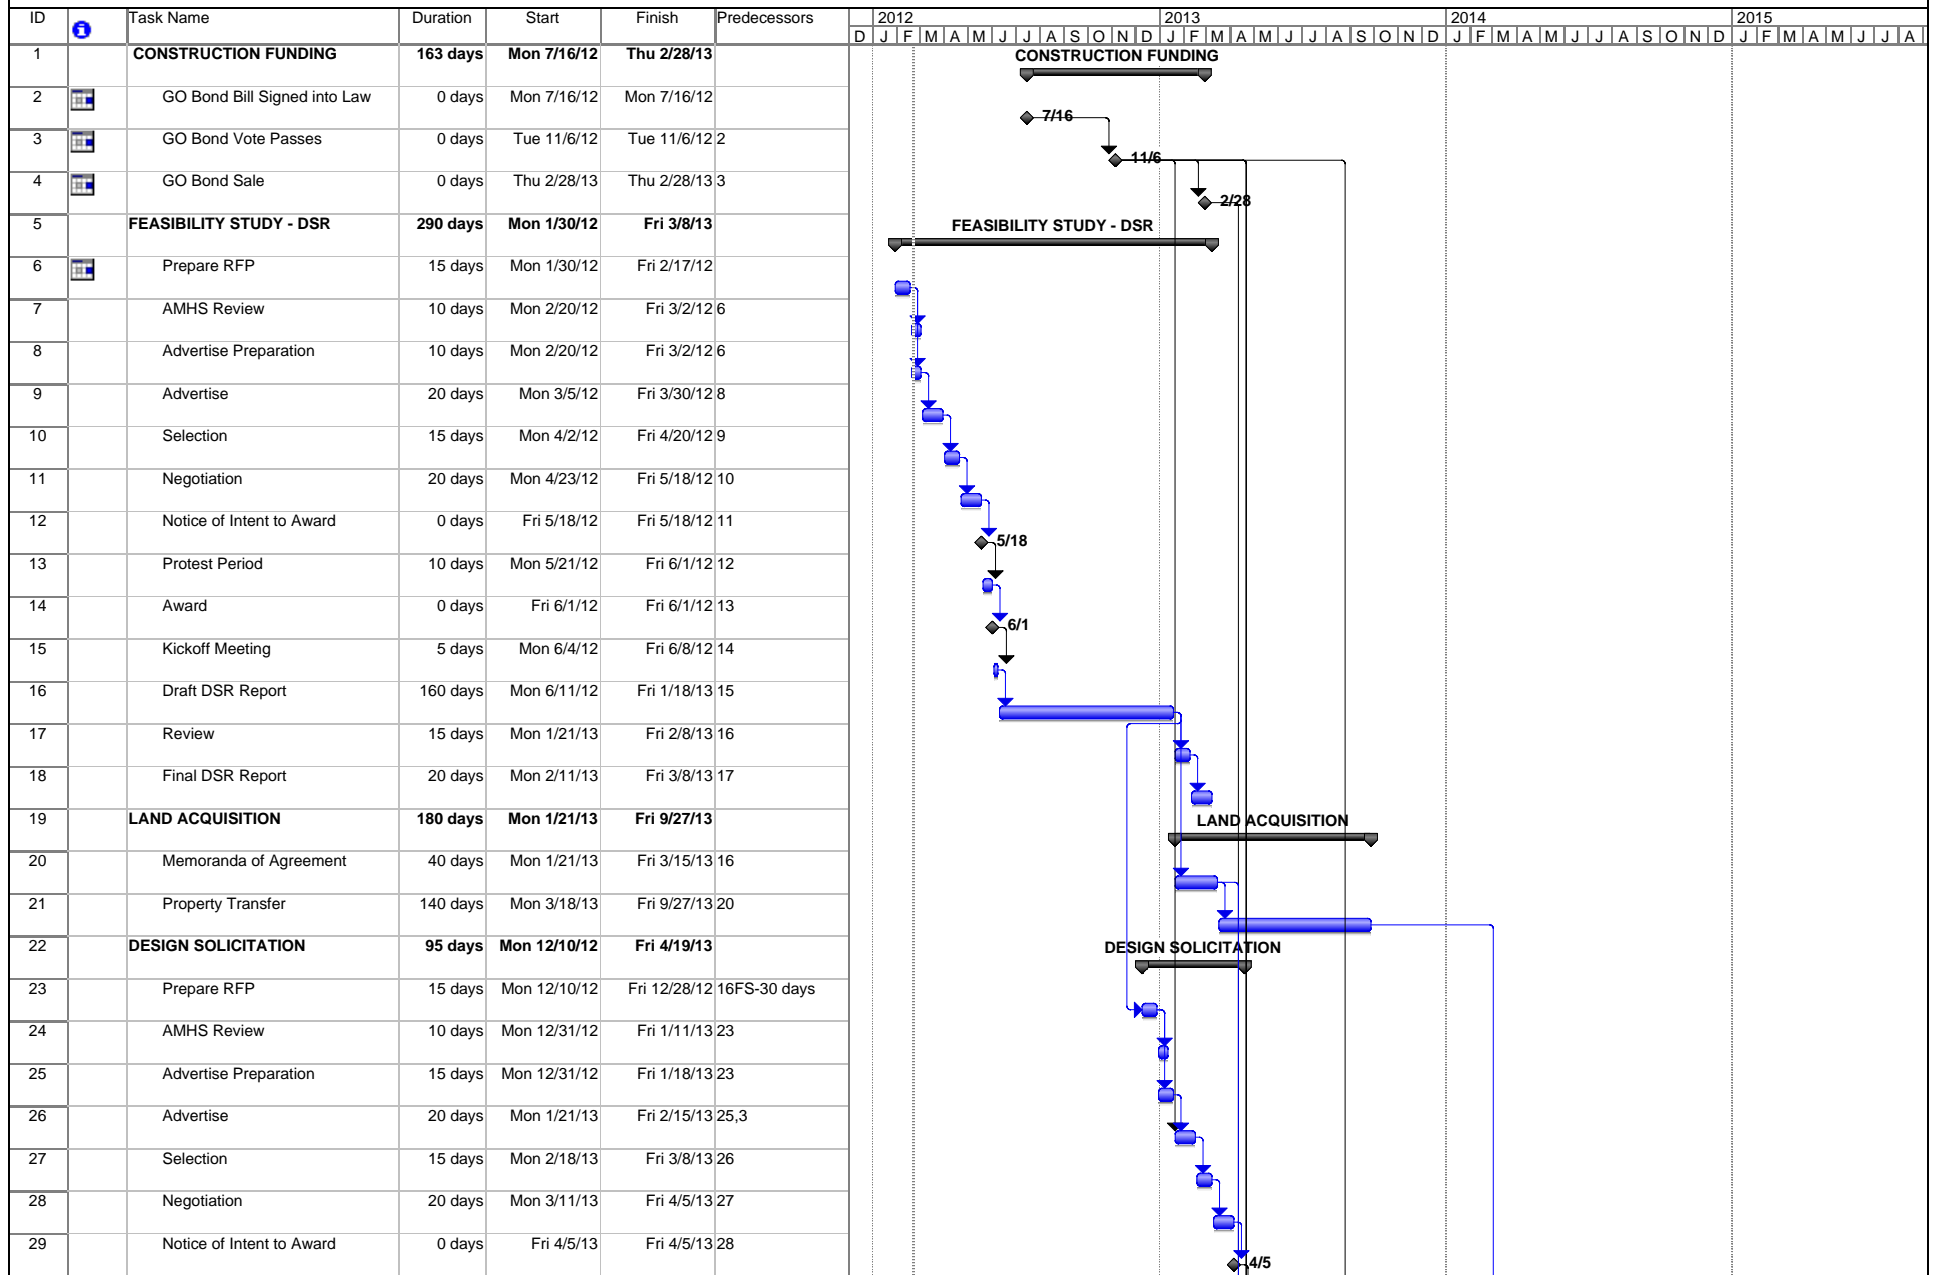 ID Task Name Duration Start Finish Predecessors 2012 2013 2014 2015
D J F M A M J J A S O N D J F M A M J J A S O N D J F M A M J J A S O N D J F M A M J J A
1 CONSTRUCTION FUNDING 163 days Mon 7/16/12 Thu 2/28/13 CONSTRUCTION FUNDING
2 GO Bond Bill Signed into Law 0 days Mon 7/16/12 Mon 7/16/12 7/16
3 GO Bond Vote Passes 0 days Tue 11/6/12 Tue 11/6/12 2 11/6
4 GO Bond Sale 0 days Thu 2/28/13 Thu 2/28/13 3 2/28
5 FEASIBILITY STUDY - DSR 290 days Mon 1/30/12 Fri 3/8/13 FEASIBILITY STUDY - DSR
6 Prepare RFP 15 days Mon 1/30/12 Fri 2/17/12
7 AMHS Review 10 days Mon 2/20/12 Fri 3/2/12 6
8 Advertise Preparation 10 days Mon 2/20/12 Fri 3/2/12 6
9 Advertise 20 days Mon 3/5/12 Fri 3/30/12 8
10 Selection 15 days Mon 4/2/12 Fri 4/20/12 9
11 Negotiation 20 days Mon 4/23/12 Fri 5/18/12 10
12 Notice of Intent to Award 0 days Fri 5/18/12 Fri 5/18/12 11 5/18
13 Protest Period 10 days Mon 5/21/12 Fri 6/1/12 12
14 Award 0 days Fri 6/1/12 Fri 6/1/12 13 6/1
15 Kickoff Meeting 5 days Mon 6/4/12 Fri 6/8/12 14
16 Draft DSR Report 160 days Mon 6/11/12 Fri 1/18/13 15
17 Review 15 days Mon 1/21/13 Fri 2/8/13 16
18 Final DSR Report 20 days Mon 2/11/13 Fri 3/8/13 17
19 LAND ACQUISITION 180 days Mon 1/21/13 Fri 9/27/13 LAND ACQUISITION
20 Memoranda of Agreement 40 days Mon 1/21/13 Fri 3/15/13 16
21 Property Transfer 140 days Mon 3/18/13 Fri 9/27/13 20
22 DESIGN SOLICITATION 95 days Mon 12/10/12 Fri 4/19/13 DESIGN SOLICITATION
23 Prepare RFP 15 days Mon 12/10/12 Fri 12/28/12 16FS-30 days
24 AMHS Review 10 days Mon 12/31/12 Fri 1/11/13 23
25 Advertise Preparation 15 days Mon 12/31/12 Fri 1/18/13 23
26 Advertise 20 days Mon 1/21/13 Fri 2/15/13 25,3
27 Selection 15 days Mon 2/18/13 Fri 3/8/13 26
28 Negotiation 20 days Mon 3/11/13 Fri 4/5/13 27
29 Notice of Intent to Award 0 days Fri 4/5/13 Fri 4/5/13 28 4/5